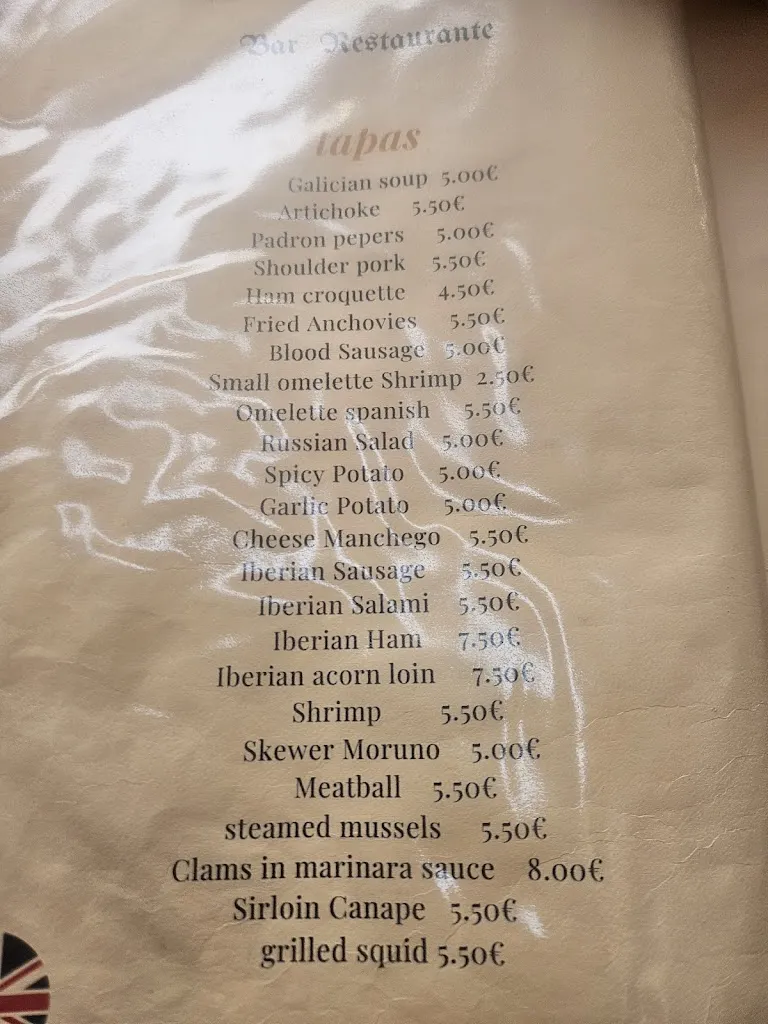 Bar Restaurante
tapas
Galician soup 5.00€
Artichoke 5.50€
Padron pepers 5.00€
Shoulder pork 5.50€
Ham croquette 4.50€
Fried Anchovies 5.50€
Blood Sausage 5.00€
Small omelette Shrimp 2.50€
Omelette spanish 5.50€
Russian Salad 5.00€
Spicy Potato 5.00€
Garlic Potato 5.00€
Cheese Manchego 5.50€
Iberian Sausage 5.50€
Iberian Salami 5.50€
Iberian Ham 7.50€
Iberian acorn loin 7.50€
Shrimp 5.50€
Skewer Moruno 5.00€
Meatball 5.50€
steamed mussels 5.50€
Clams in marinara sauce 8.00€
Sirloin Canape 5.50€
grilled squid 5.50€